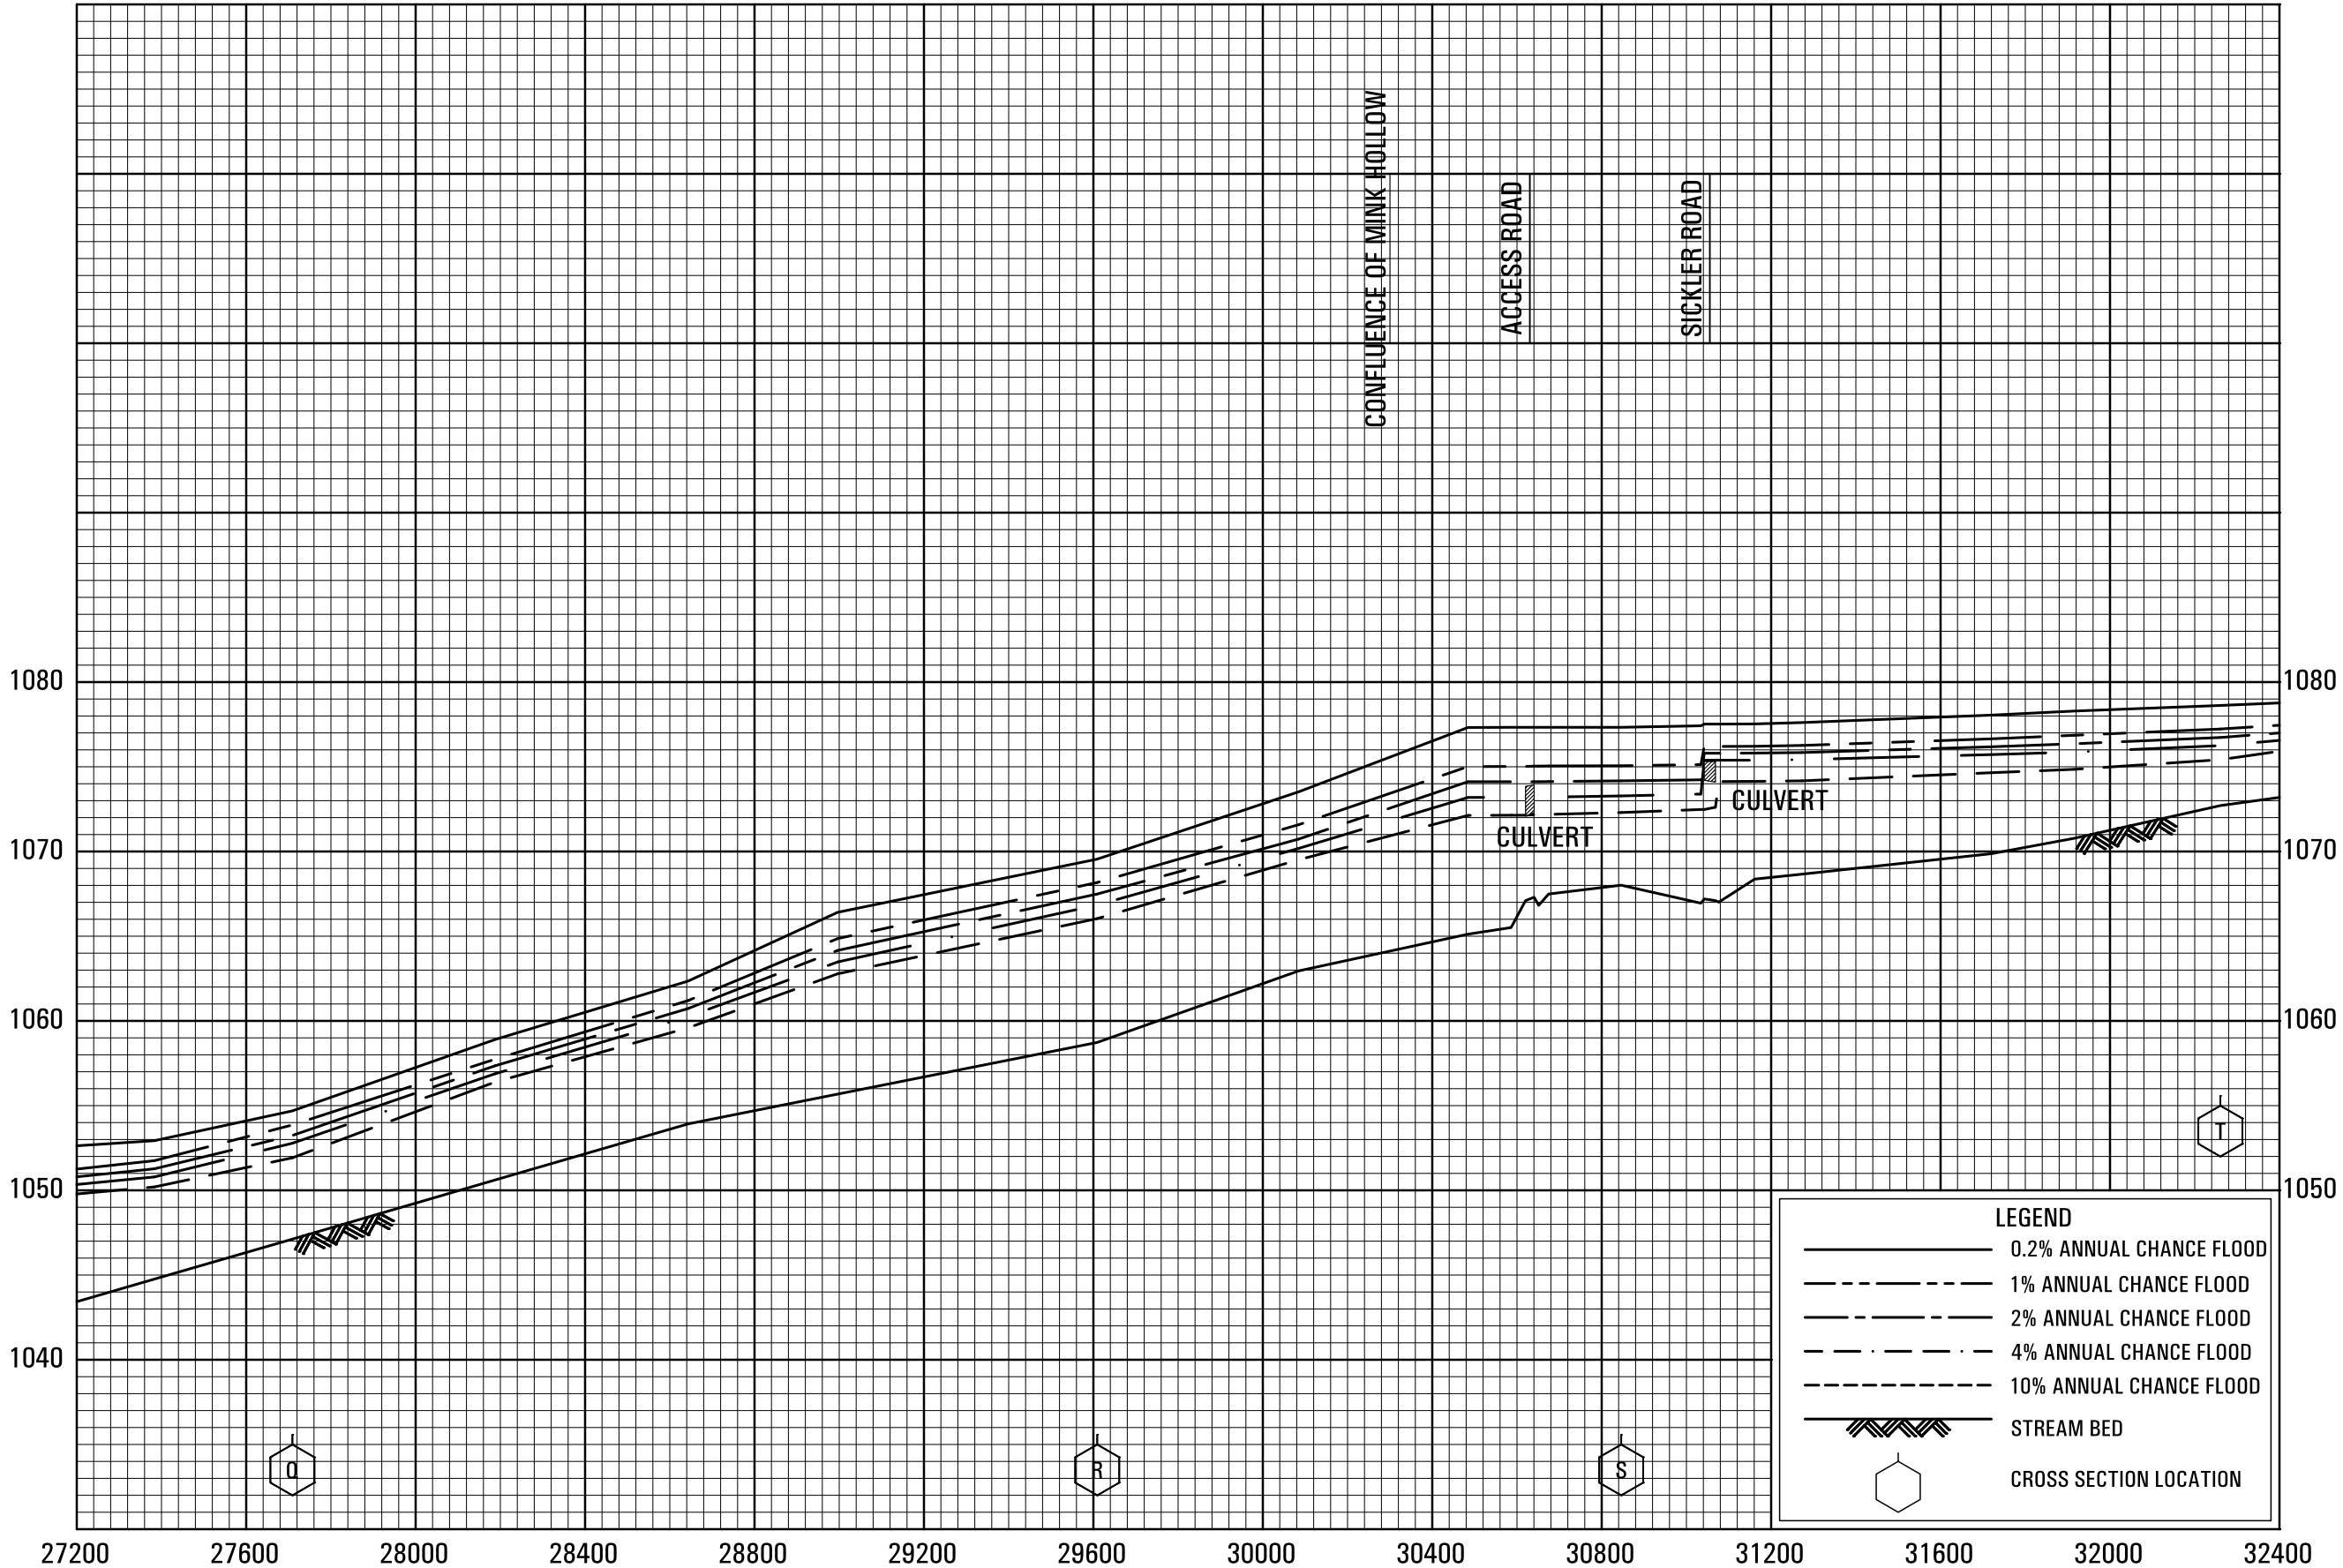 CONFLUENCE OF MINK HOLLOW
ACCESS ROAD
SICKLER ROAD
1080
1080
CULVERT
CULVERT
1070
1070
1060
1060
T
1050
1050
LEGEND
0.2% ANNUAL CHANCE FLOOD
1% ANNUAL CHANCE FLOOD
2% ANNUAL CHANCE FLOOD
4% ANNUAL CHANCE FLOOD
10% ANNUAL CHANCE FLOOD
STREAM BED
CROSS SECTION LOCATION
1040
Q
R
S
27200
27600
28000
28400
28800
29200
29600
30000
30400
30800
31200
31600
32000
32400